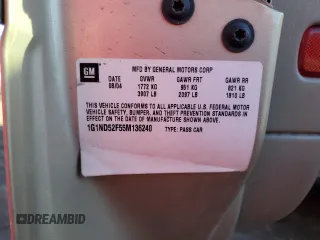 GM
MFD BY GENERAL MOTORS CORP
DATE GVWR GAWR FRT GAWR RR
08/04 1772 KG 951 KG 821 KG
3907 LB 2097 LB 1810 LB
THIS VEHICLE CONFORMS TO ALL APPLICABLE U.S. FEDERAL MOTOR
VEHICLE SAFETY, BUMPER, AND THEFT PREVENTION STANDARDS IN
EFFECT ON THE DATE OF MANUFACTURE SHOWN ABOVE.
1G1ND52F55M136240 TYPE: PASS CAR
DREAMBID